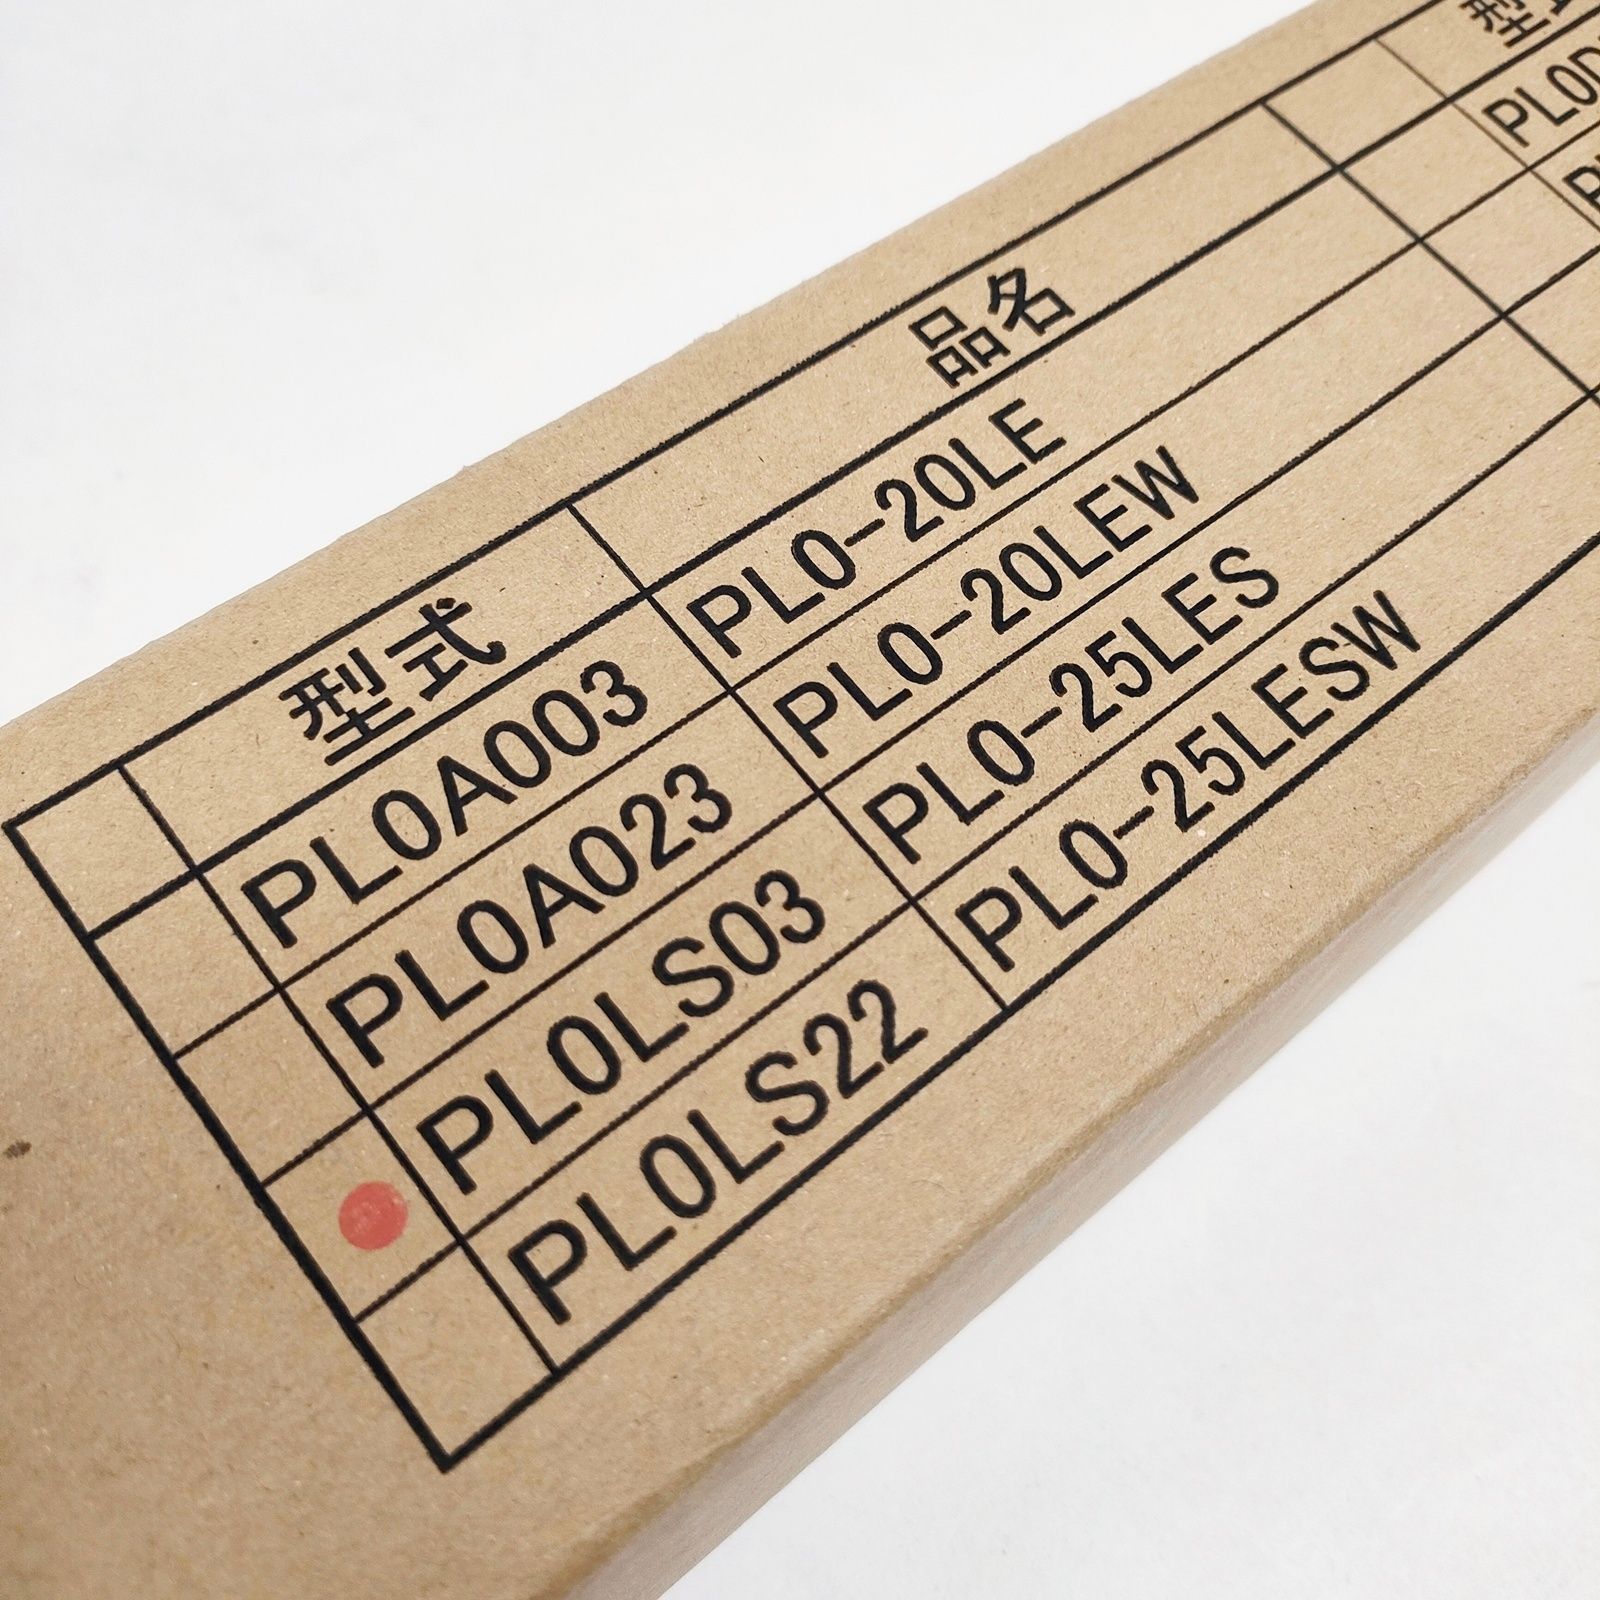 型式 品名
PL0A003 PL0-20LE
PL0A023 PL0-20LEW
PL0LS03 PL0-25LES
PL0LS22 PL0-25LESW